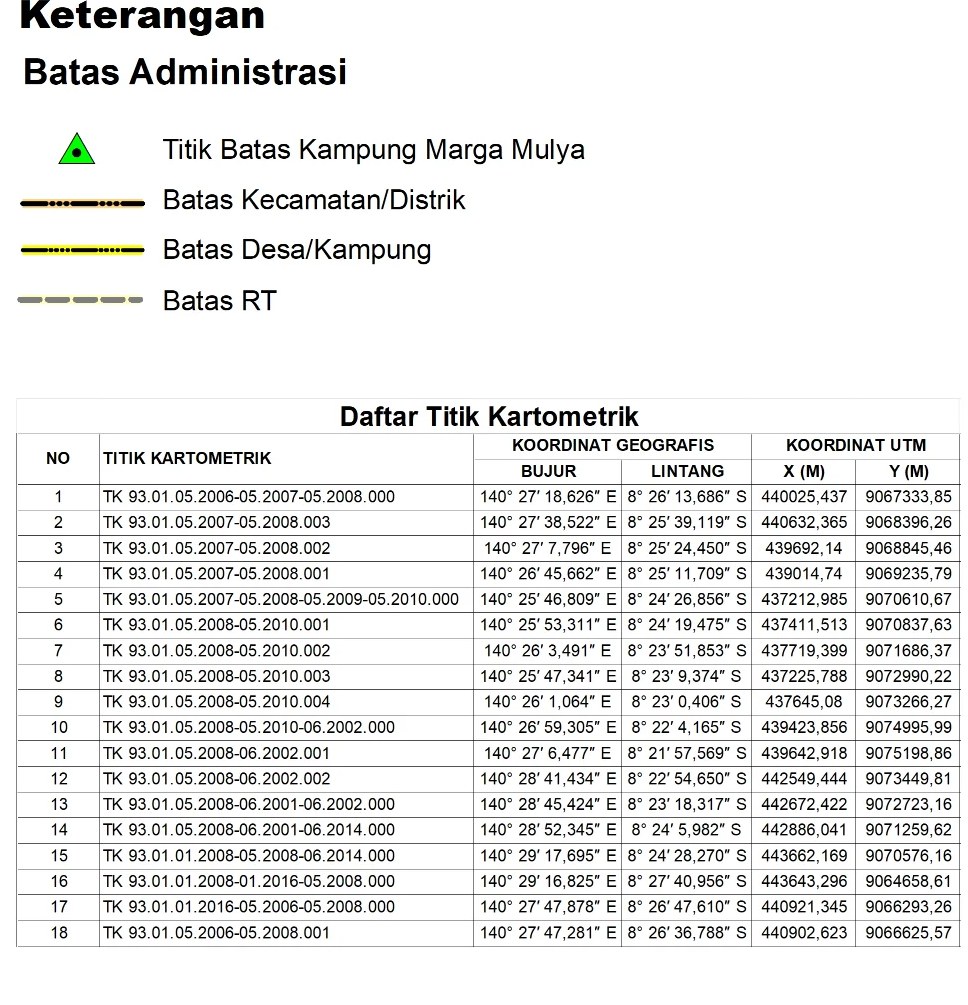 Keterangan
Batas Administrasi
Titik Batas Kampung Marga Mulya
Batas Kecamatan/Distrik
Batas Desa/Kampung
Batas RT
Daftar Titik Kartometrik
NO TITIK KARTOMETRIK KOORDINAT GEOGRAFIS KOORDINAT UTM
BUJUR LINTANG X (M) Y (M)
1 TK 93.01.05.2006-05.2007-05.2008.000 140° 27' 18,626" E 8° 26' 13,686" S 440025,437 9067333,85
2 TK 93.01.05.2007-05.2008.003 140° 27' 38,522" E 8° 25' 39,119" S 440632,365 9068396,26
3 TK 93.01.05.2007-05.2008.002 140° 27' 7,796" E 8° 25' 24,450" S 439692,14 9068845,46
4 TK 93.01.05.2007-05.2008.001 140° 26' 45,662" E 8° 25' 11,709" S 439014,74 9069235,79
5 TK 93.01.05.2007-05.2008-05.2009-05.2010.000 140° 25' 46,809" E 8° 24' 26,856" S 437212,985 9070610,67
6 TK 93.01.05.2008-05.2010.001 140° 25' 53,311" E 8° 24' 19,475" S 437411,513 9070837,63
7 TK 93.01.05.2008-05.2010.002 140° 26' 3,491" E 8° 23' 51,853" S 437719,399 9071686,37
8 TK 93.01.05.2008-05.2010.003 140° 25' 47,341" E 8° 23' 9,374" S 437225,788 9072990,22
9 TK 93.01.05.2008-05.2010.004 140° 26' 1,064" E 8° 23' 0,406" S 437645,08 9073266,27
10 TK 93.01.05.2008-05.2010-06.2002.000 140° 26' 59,305" E 8° 22' 4,165" S 439423,856 9074995,99
11 TK 93.01.05.2008-06.2002.001 140° 27' 6,477" E 8° 21' 57,569" S 439642,918 9075198,86
12 TK 93.01.05.2008-06.2002.002 140° 28' 41,434" E 8° 22' 54,650" S 442549,444 9073449,81
13 TK 93.01.05.2008-06.2001-06.2002.000 140° 28' 45,424" E 8° 23' 18,317" S 442672,422 9072723,16
14 TK 93.01.05.2008-06.2001-06.2014.000 140° 28' 52,345" E 8° 24' 5,982" S 442886,041 9071259,62
15 TK 93.01.01.2008-05.2008-06.2014.000 140° 29' 17,695" E 8° 24' 28,270" S 443662,169 9070576,16
16 TK 93.01.01.2008-01.2016-05.2008.000 140° 29' 16,825" E 8° 27' 40,956" S 443643,296 9064658,61
17 TK 93.01.01.2016-05.2006-05.2008.000 140° 27' 47,878" E 8° 26' 47,610" S 440921,345 9066293,26
18 TK 93.01.05.2006-05.2008.001 140° 27' 47,281" E 8° 26' 36,788" S 440902,623 9066625,57